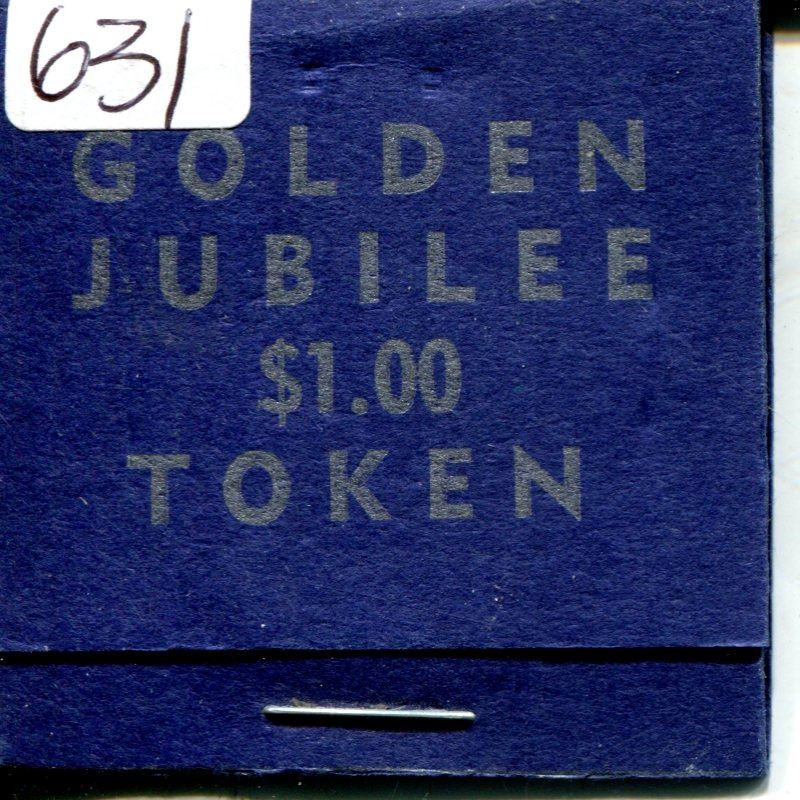 631
GOLDEN
JUBILEE
$1.00
TOKEN